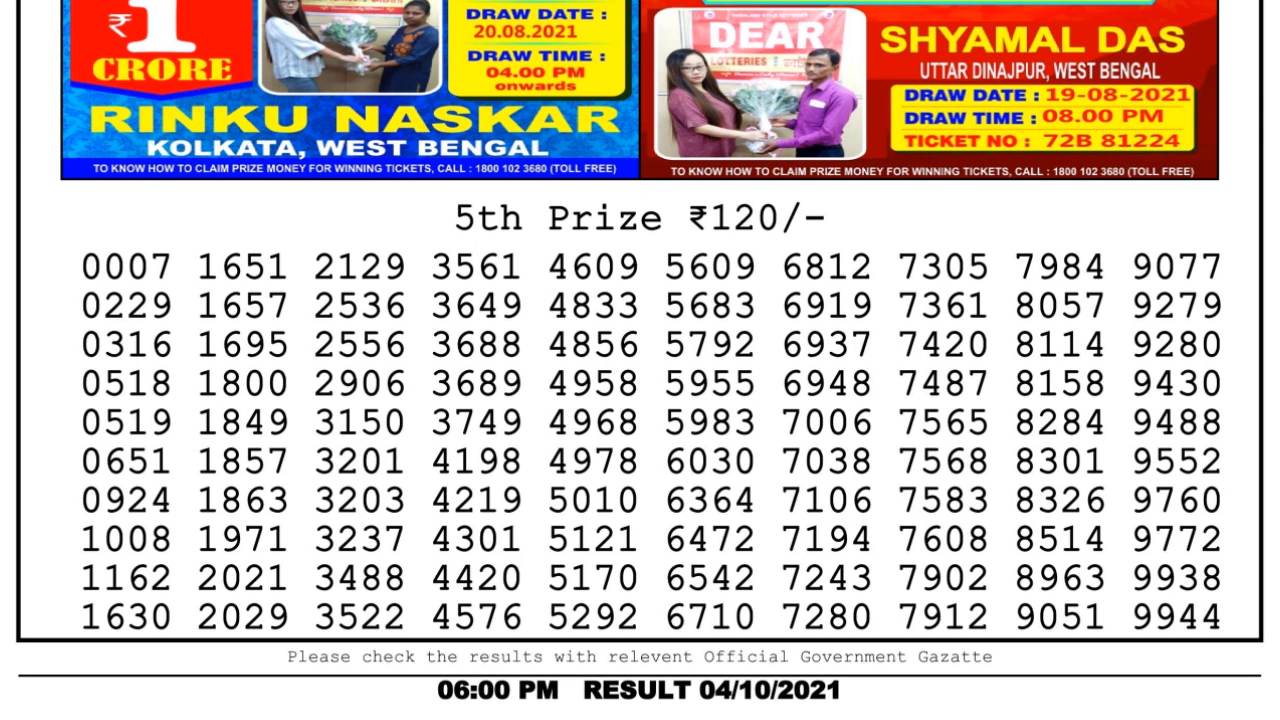 ₹1
CRORE
DRAW DATE :
20.08.2021
DRAW TIME :
04.00 PM
onwards
RINKU NASKAR
KOLKATA, WEST BENGAL
TO KNOW HOW TO CLAIM PRIZE MONEY FOR WINNING TICKETS, CALL : 1800 102 3680 (TOLL FREE)
DEAR
LOTTERIES
SHYAMAL DAS
UTTAR DINAJPUR, WEST BENGAL
DRAW DATE : 19-08-2021
DRAW TIME : 08.00 PM
TICKET NO : 72B 81224
TO KNOW HOW TO CLAIM PRIZE MONEY FOR WINNING TICKETS, CALL : 1800 102 3680 (TOLL FREE)
5th Prize ₹120/-
0007 1651 2129 3561 4609 5609 6812 7305 7984 9077
0229 1657 2536 3649 4833 5683 6919 7361 8057 9279
0316 1695 2556 3688 4856 5792 6937 7420 8114 9280
0518 1800 2906 3689 4958 5955 6948 7487 8158 9430
0519 1849 3150 3749 4968 5983 7006 7565 8284 9488
0651 1857 3201 4198 4978 6030 7038 7568 8301 9552
0924 1863 3203 4219 5010 6364 7106 7583 8326 9760
1008 1971 3237 4301 5121 6472 7194 7608 8514 9772
1162 2021 3488 4420 5170 6542 7243 7902 8963 9938
1630 2029 3522 4576 5292 6710 7280 7912 9051 9944
Please check the results with relevent Official Government Gazatte
06:00 PM RESULT 04/10/2021